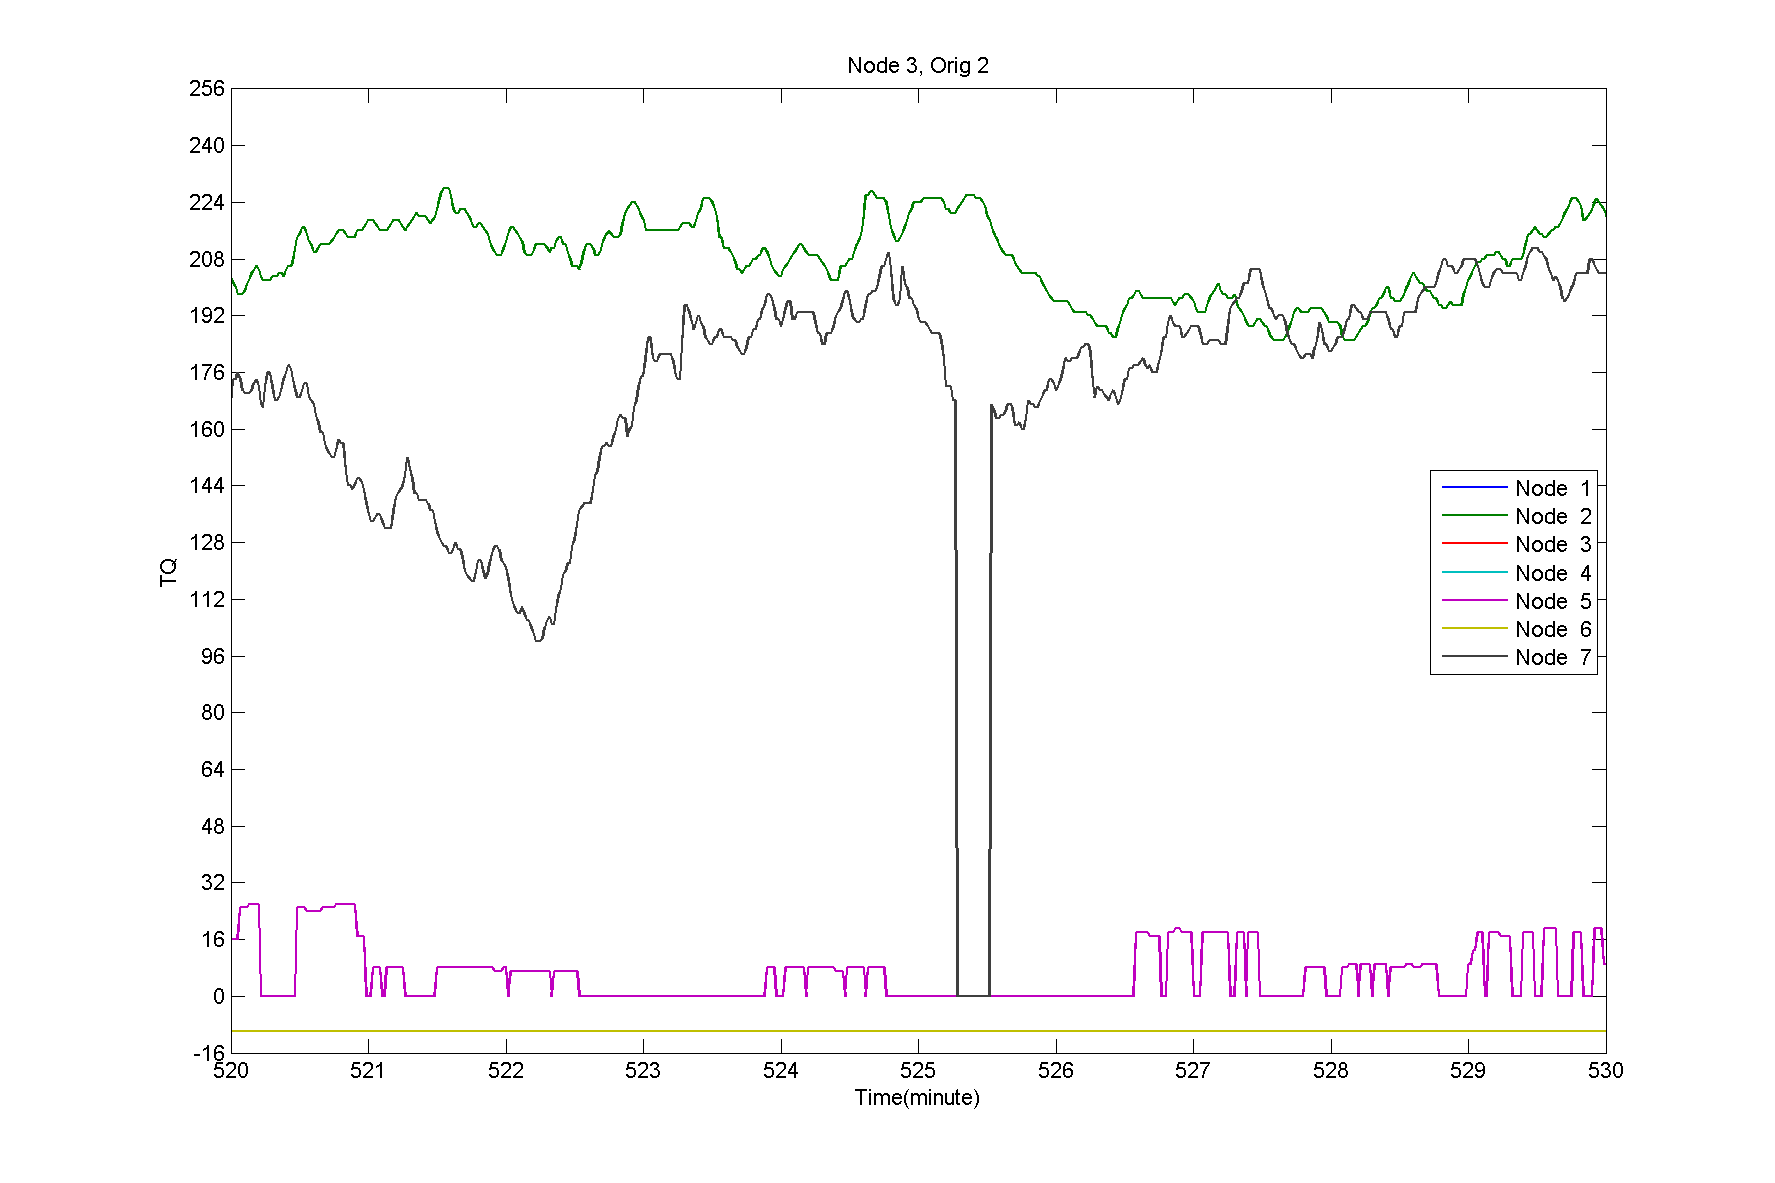 Node 3, Orig 2
256
240
224
208
192
176
160
144
128
112
96
80
64
48
32
16
0
-16
TQ
520 521 522 523 524 525 526 527 528 529 530
Time(minute)
Node 1
Node 2
Node 3
Node 4
Node 5
Node 6
Node 7